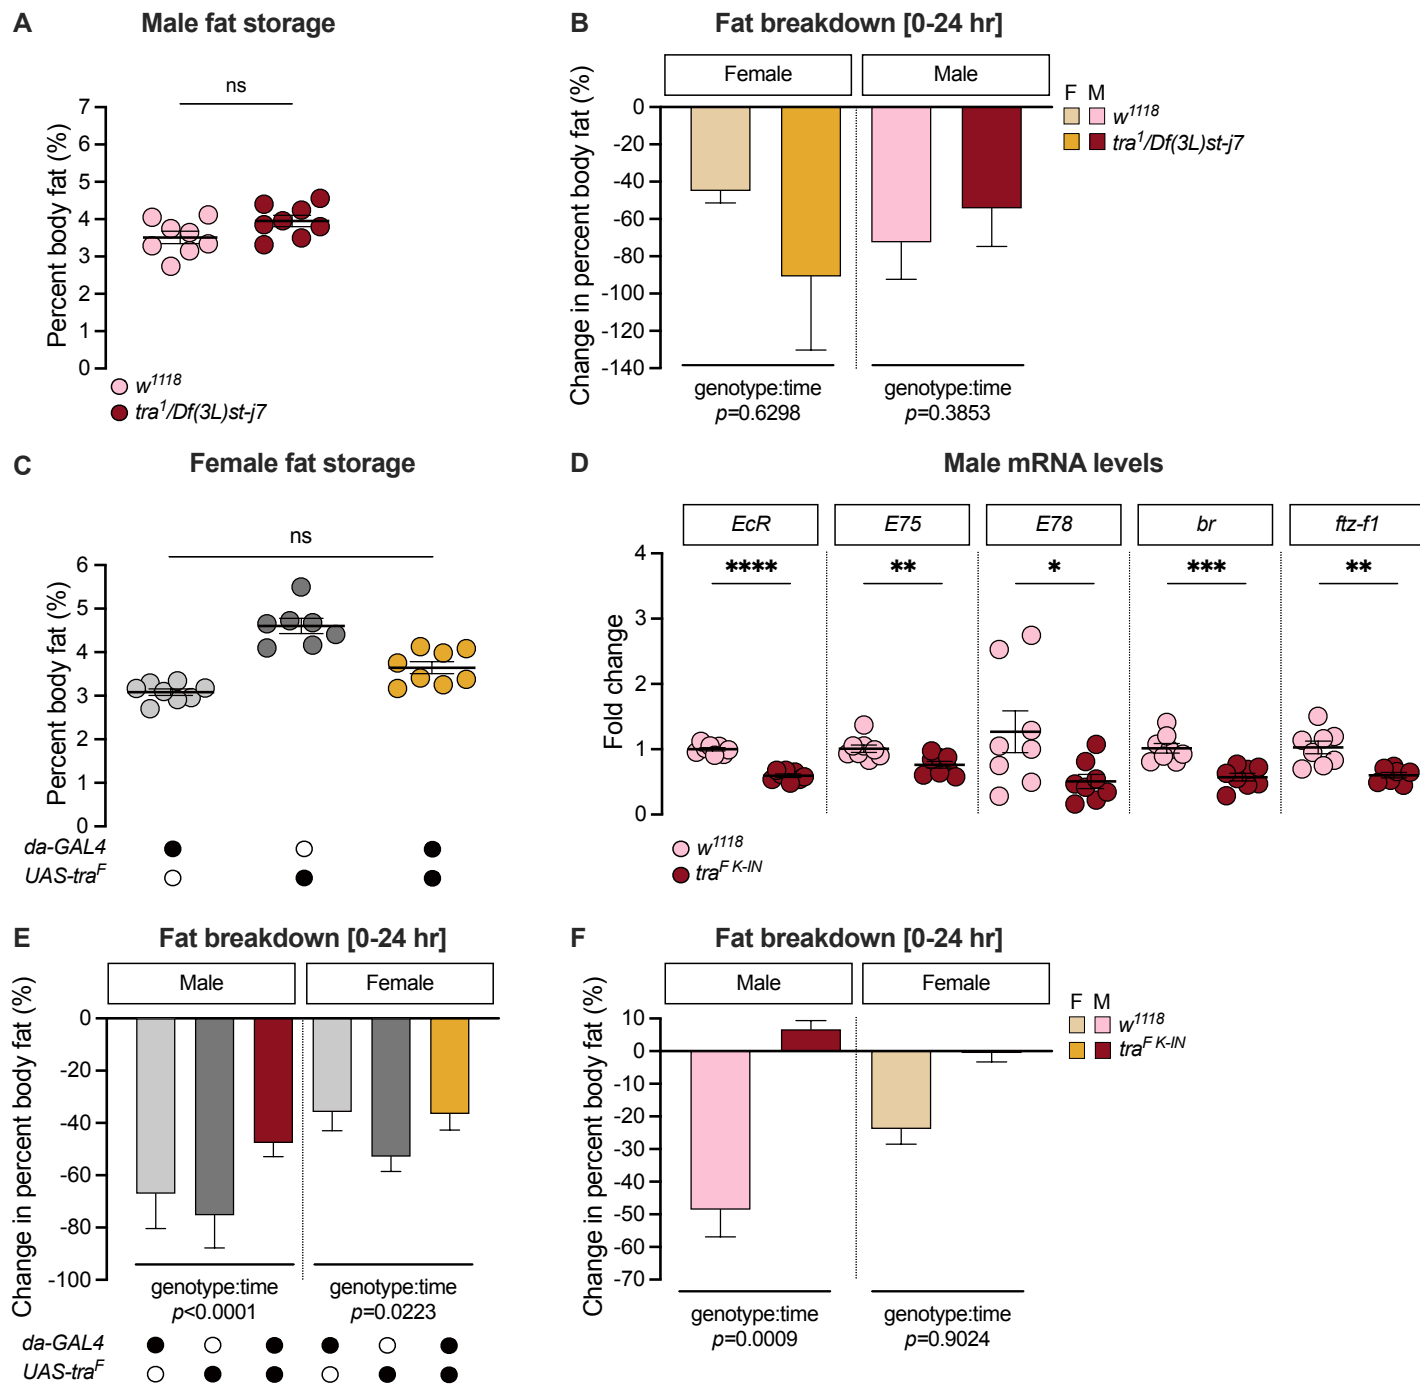 A Male fat storage
ns
Percent body fat (%)
7
6
5
4
3
2
1
0
w1118
tra1/Df(3L)st-j7
B Fat breakdown [0-24 hr]
Female Male
F M
w1118
tra1/Df(3L)st-j7
Change in percent body fat (%)
0
-20
-40
-60
-80
-100
-120
-140
genotype:time genotype:time
p=0.6298 p=0.3853
C Female fat storage
ns
Percent body fat (%)
6
5
4
3
2
1
0
da-GAL4
UAS-traF
D Male mRNA levels
EcR E75 E78 br ftz-f1
**** ** * *** **
Fold change
4
3
2
1
0
w1118
traF K-IN
E Fat breakdown [0-24 hr]
Male Female
Change in percent body fat (%)
0
-20
-40
-60
-80
-100
genotype:time genotype:time
p<0.0001 p=0.0223
da-GAL4
UAS-traF
F Fat breakdown [0-24 hr]
Male Female
F M
w1118
traF K-IN
Change in percent body fat (%)
10
0
-10
-20
-30
-40
-50
-60
-70
genotype:time genotype:time
p=0.0009 p=0.9024